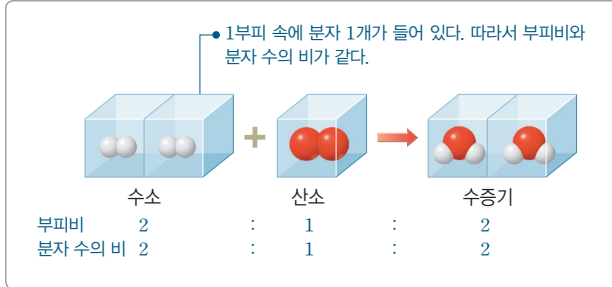 1부피 속에 분자 1개가 들어 있다. 따라서 부피비와
분자 수의 비가 같다.
수소 산소 수증기
부피비 2 : 1 : 2
분자 수의 비 2 : 1 : 2